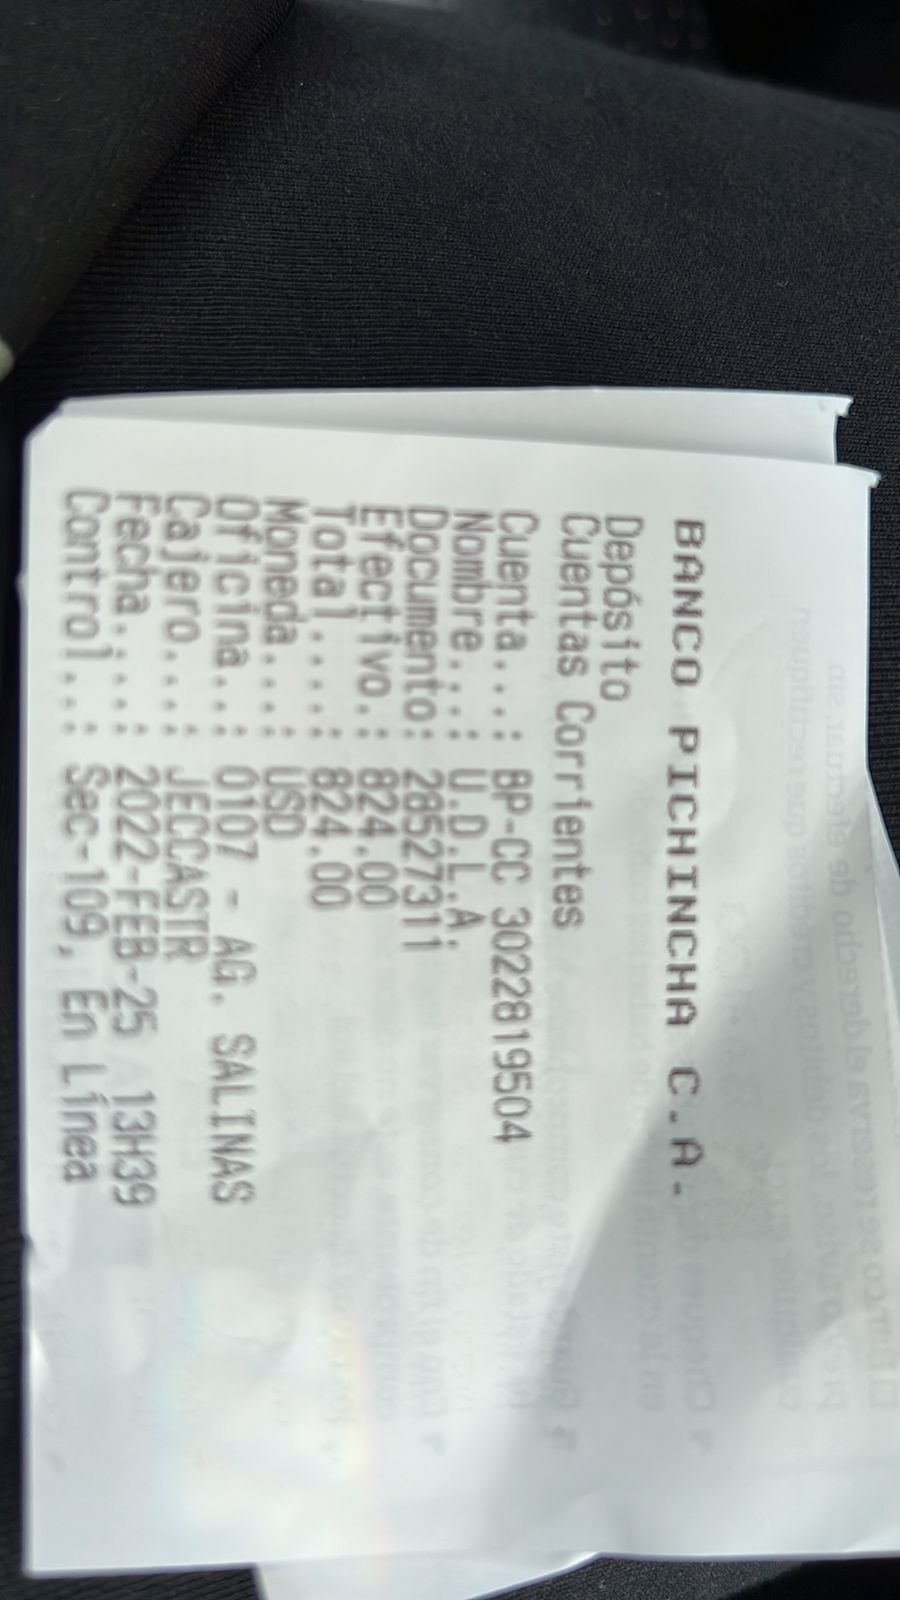 BANCO PICHINCHA C.A.
Depósito
Cuentas Corrientes
Cuenta...: BP-CC 3022819504
Nombre...: U.D.L.A.
Documento: 28527311
Efectivo.: 824.00
Total....: 824.00
Moneda...: USD
Oficina..: 0107 - AG. SALINAS
Cajero...: JECCASTR
Fecha....: 2022-FEB-25 13H39
Control..: Sec-109, En Línea